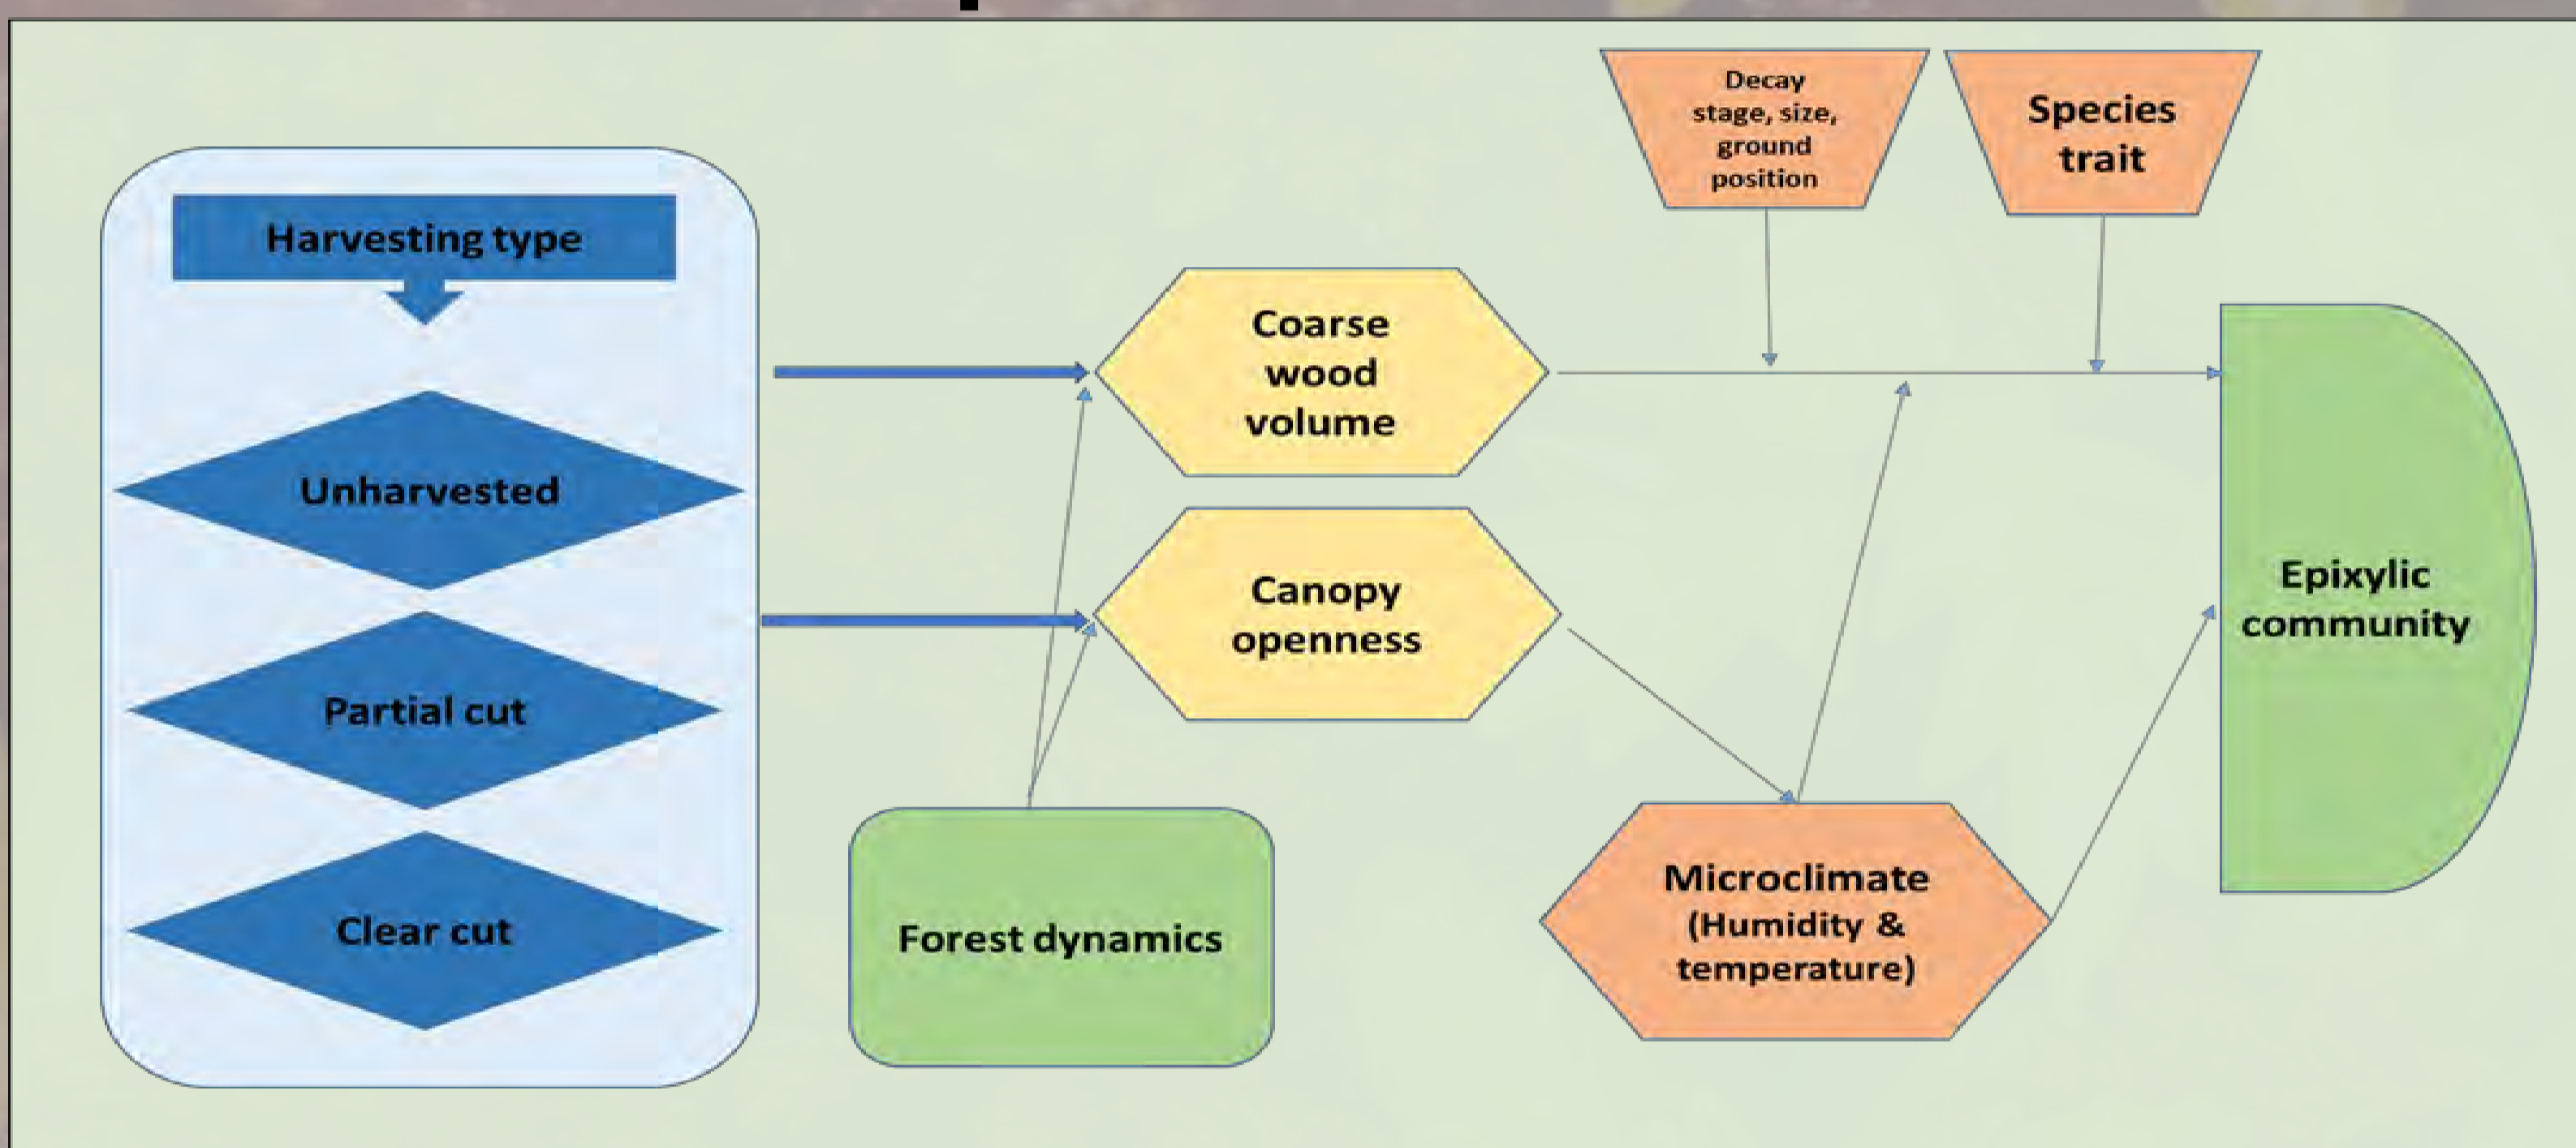 Harvesting type
Unharvested
Partial cut
Clear cut
Coarse
wood
volume
Canopy
openness
Forest dynamics
Decay
stage, size,
ground
position
Species
trait
Microclimate
(Humidity &
temperature)
Epixylic
community